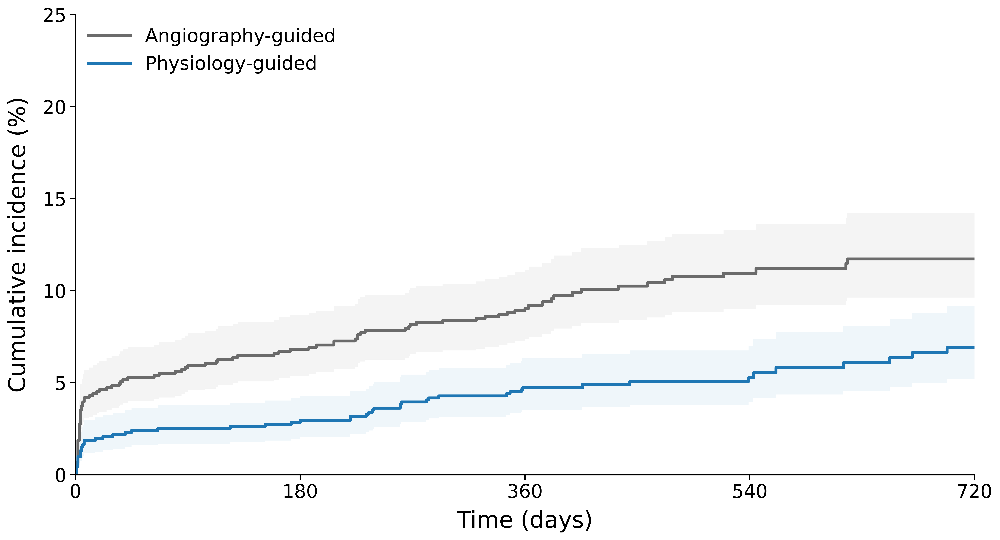 Angiography-guided
Physiology-guided
Cumulative incidence (%)
25
20
15
10
5
0
0 180 360 540 720
Time (days)